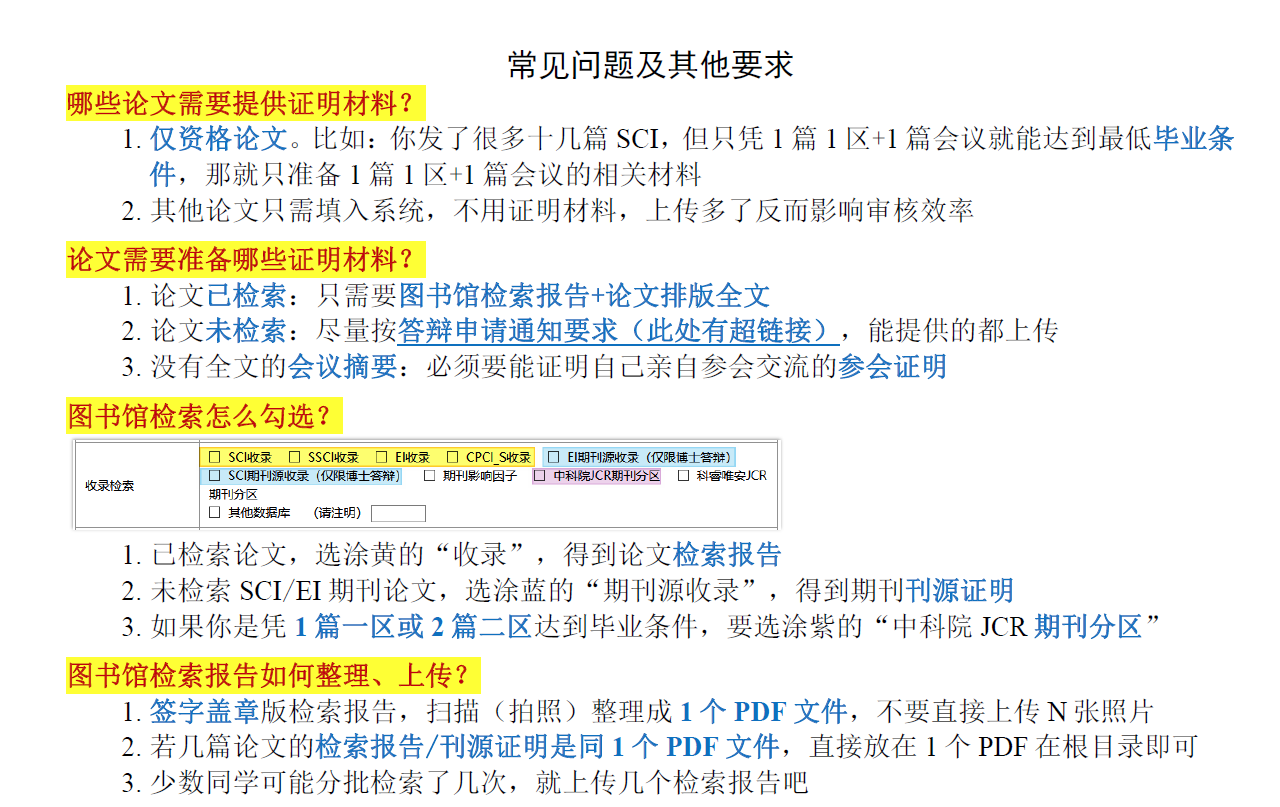 常见问题及其他要求
哪些论文需要提供证明材料？
1. 仅资格论文。比如：你发了很多十几篇 SCI，但只凭 1 篇 1 区+1 篇会议就能达到最低毕业条
件，那就只准备 1 篇 1 区+1 篇会议的相关材料
2. 其他论文只需填入系统，不用证明材料，上传多了反而影响审核效率
论文需要准备哪些证明材料？
1. 论文已检索：只需要图书馆检索报告+论文排版全文
2. 论文未检索：尽量按答辩申请通知要求（此处有超链接），能提供的都上传
3. 没有全文的会议摘要：必须要能证明自己亲自参会交流的参会证明
图书馆检索怎么勾选？
收录检索
□ SCI收录 □ SSCI收录 □ EI收录 □ CPCI_S收录 □ EI期刊源收录（仅限博士答辩）
□ SCI期刊源收录（仅限博士答辩） □ 期刊影响因子 □ 中科院JCR期刊分区 □ 科睿唯安JCR
期刊分区
□ 其他数据库 （请注明）
1. 已检索论文，选涂黄的“收录”，得到论文检索报告
2. 未检索 SCI/EI 期刊论文，选涂蓝的“期刊源收录”，得到期刊刊源证明
3. 如果你是凭 1 篇一区或 2 篇二区达到毕业条件，要选涂紫的“中科院 JCR 期刊分区”
图书馆检索报告如何整理、上传？
1. 签字盖章版检索报告，扫描（拍照）整理成 1 个 PDF 文件，不要直接上传 N 张照片
2. 若几篇论文的检索报告/刊源证明是同 1 个 PDF 文件，直接放在 1 个 PDF 在根目录即可
3. 少数同学可能分批检索了几次，就上传几个检索报告吧